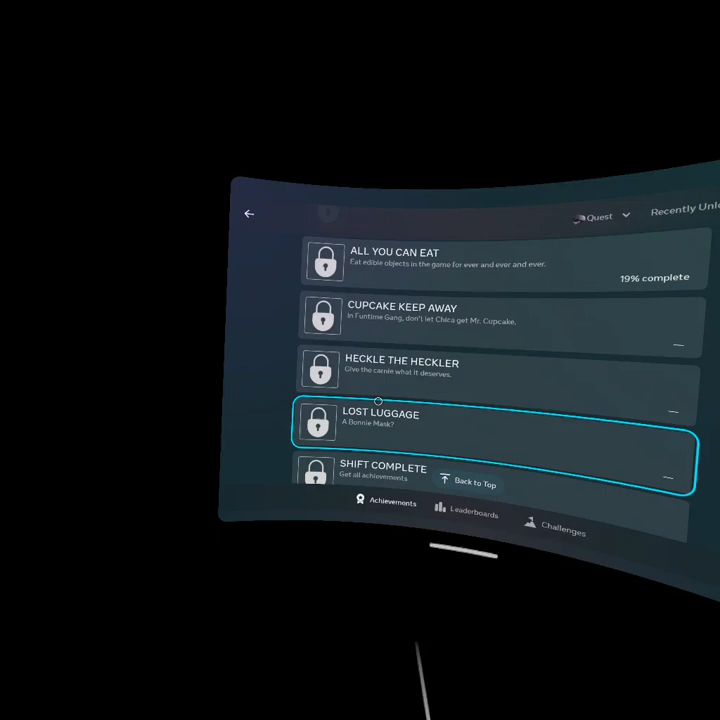 Quest
Recently Unl
ALL YOU CAN EAT
Eat edible objects in the game for ever and ever and ever.
19% complete
CUPCAKE KEEP AWAY
In Funtime Gang, don't let Chica get Mr. Cupcake.
—
HECKLE THE HECKLER
Give the carnie what it deserves.
—
LOST LUGGAGE
A Bonnie Mask?
—
SHIFT COMPLETE
Get all achievements
Back to Top
Achievements
Leaderboards
Challenges